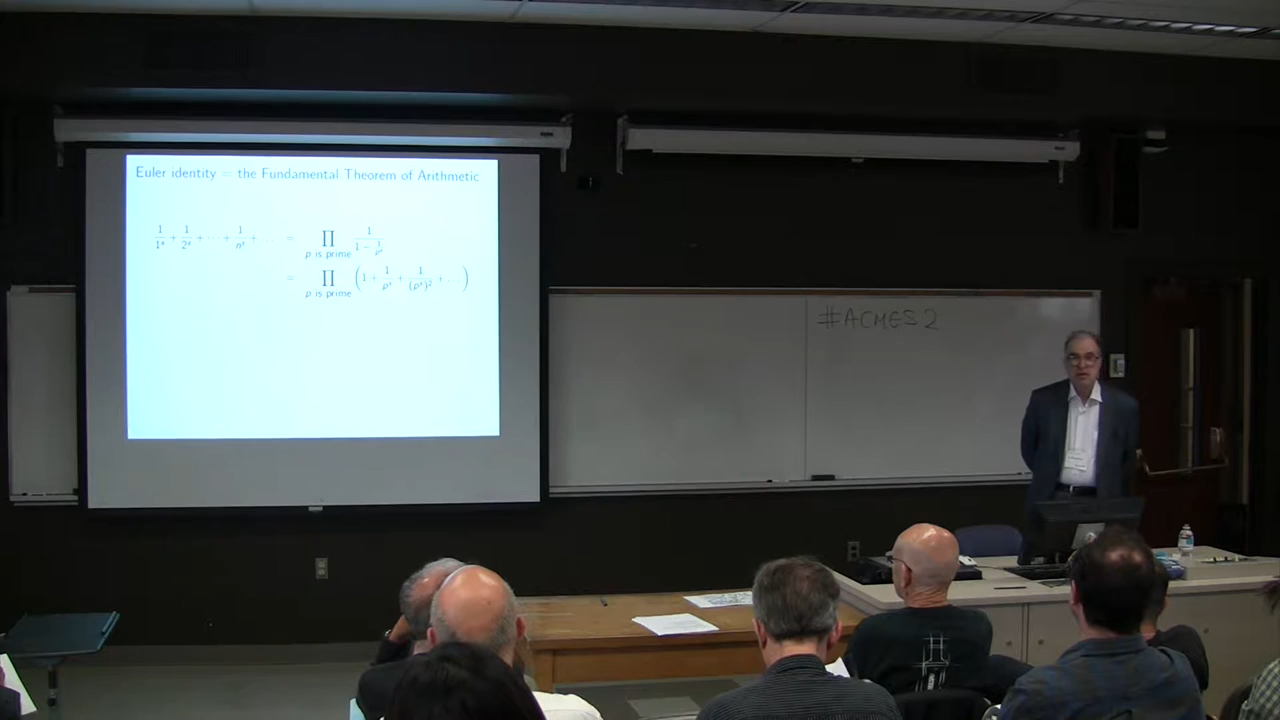 Euler identity = the Fundamental Theorem of Arithmetic
1/1^s + 1/2^s + ··· + 1/n^s + ... = ∏ p is prime 1/(1 − 1/p^s)
= ∏ p is prime (1 + 1/p^s + 1/(p^s)^2 + ...)
#ACMES 2